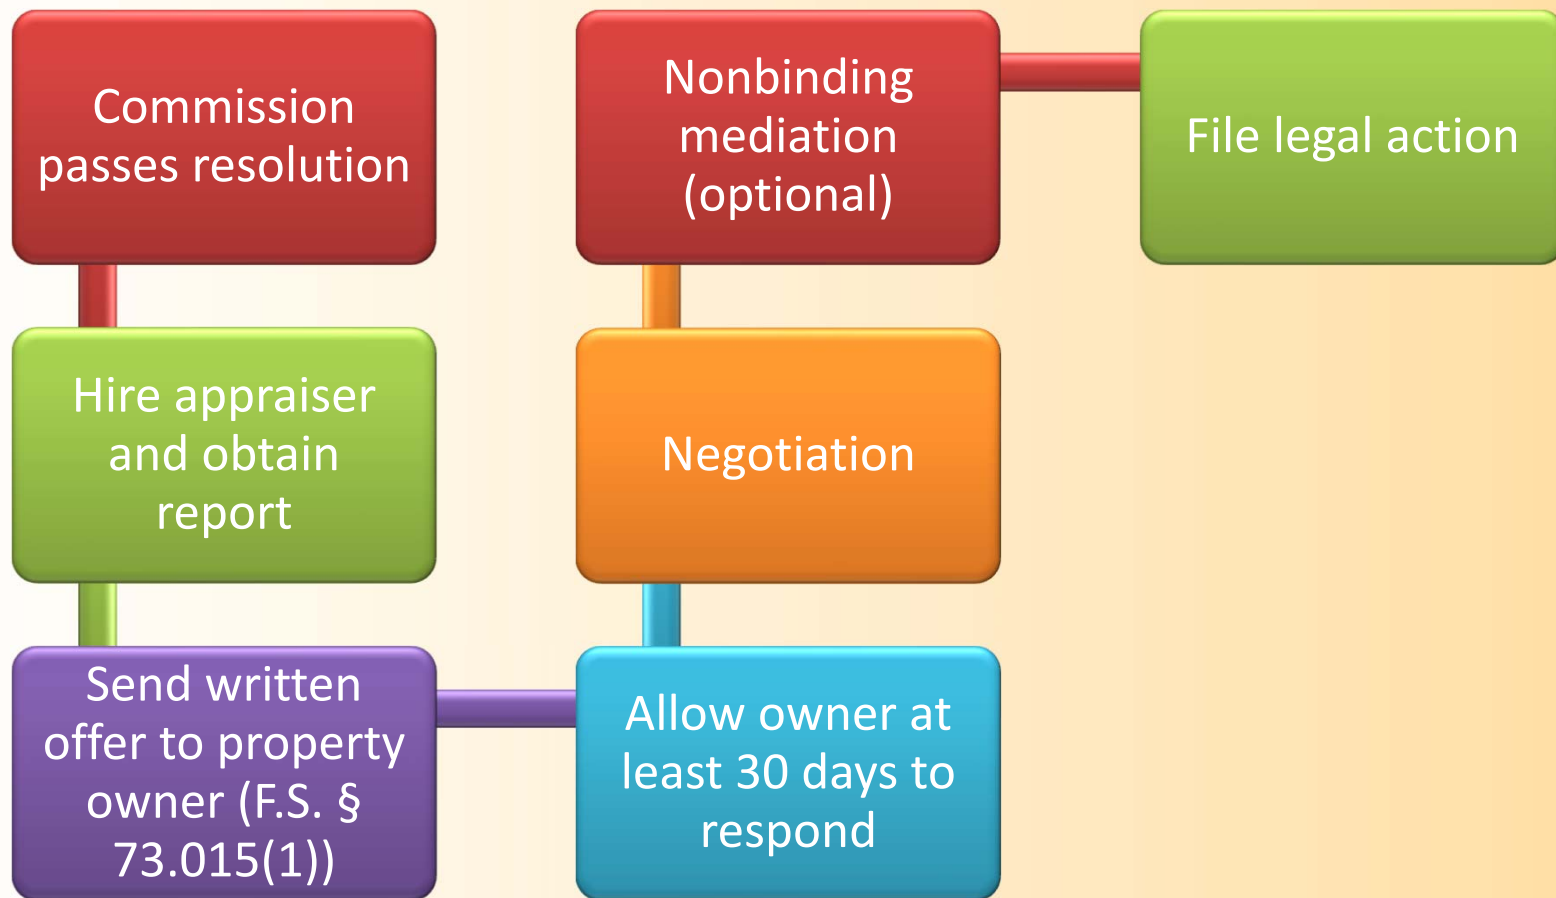 Commission
passes resolution
Hire appraiser
and obtain
report
Send written
offer to property
owner (F.S. §
73.015(1))
Allow owner at
least 30 days to
respond
Negotiation
Nonbinding
mediation
(optional)
File legal action